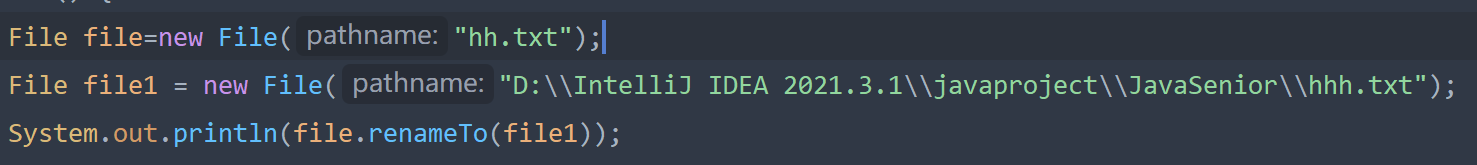 File file=new File( pathname: "hh.txt");
File file1 = new File( pathname: "D:\\IntelliJ IDEA 2021.3.1\\javaproject\\JavaSenior\\hhh.txt");
System.out.println(file.renameTo(file1));